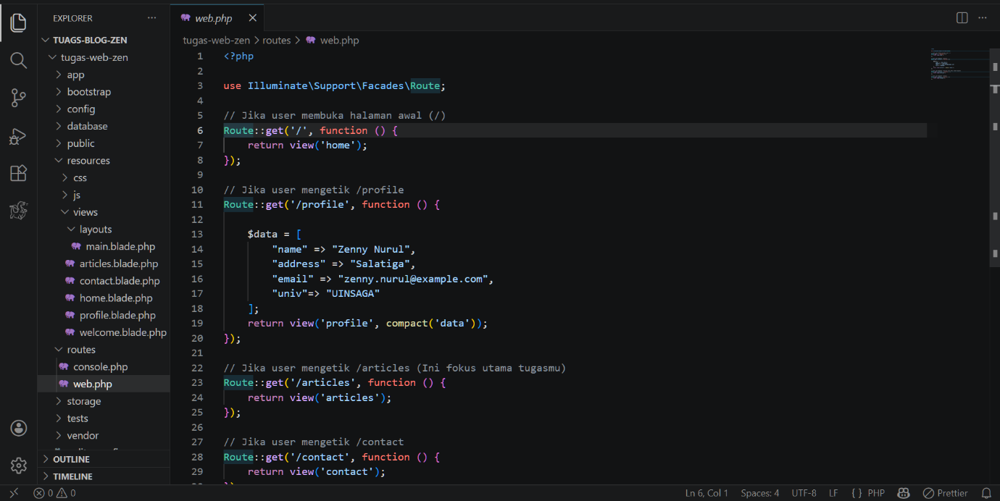 EXPLORER
TUAGS-BLOG-ZEN
tugas-web-zen
app
bootstrap
config
database
public
resources
css
js
views
layouts
main.blade.php
articles.blade.php
contact.blade.php
home.blade.php
profile.blade.php
welcome.blade.php
routes
console.php
web.php
storage
tests
vendor
OUTLINE
TIMELINE
web.php
tugas-web-zen > routes > web.php
1 <?php
2
3 use Illuminate\Support\Facades\Route;
4
5 // Jika user membuka halaman awal (/)
6 Route::get('/', function () {
7     return view('home');
8 });
9
10 // Jika user mengetik /profile
11 Route::get('/profile', function () {
12
13     $data = [
14         "name" => "Zenny Nurul",
15         "address" => "Salatiga",
16         "email" => "zenny.nurul@example.com",
17         "univ"=> "UINSAGA"
18     ];
19     return view('profile', compact('data'));
20 });
21
22 // Jika user mengetik /articles (Ini fokus utama tugasmu)
23 Route::get('/articles', function () {
24     return view('articles');
25 });
26
27 // Jika user mengetik /contact
28 Route::get('/contact', function () {
29     return view('contact');
0 0 Ln 6, Col 1 Spaces: 4 UTF-8 LF { } PHP Prettier